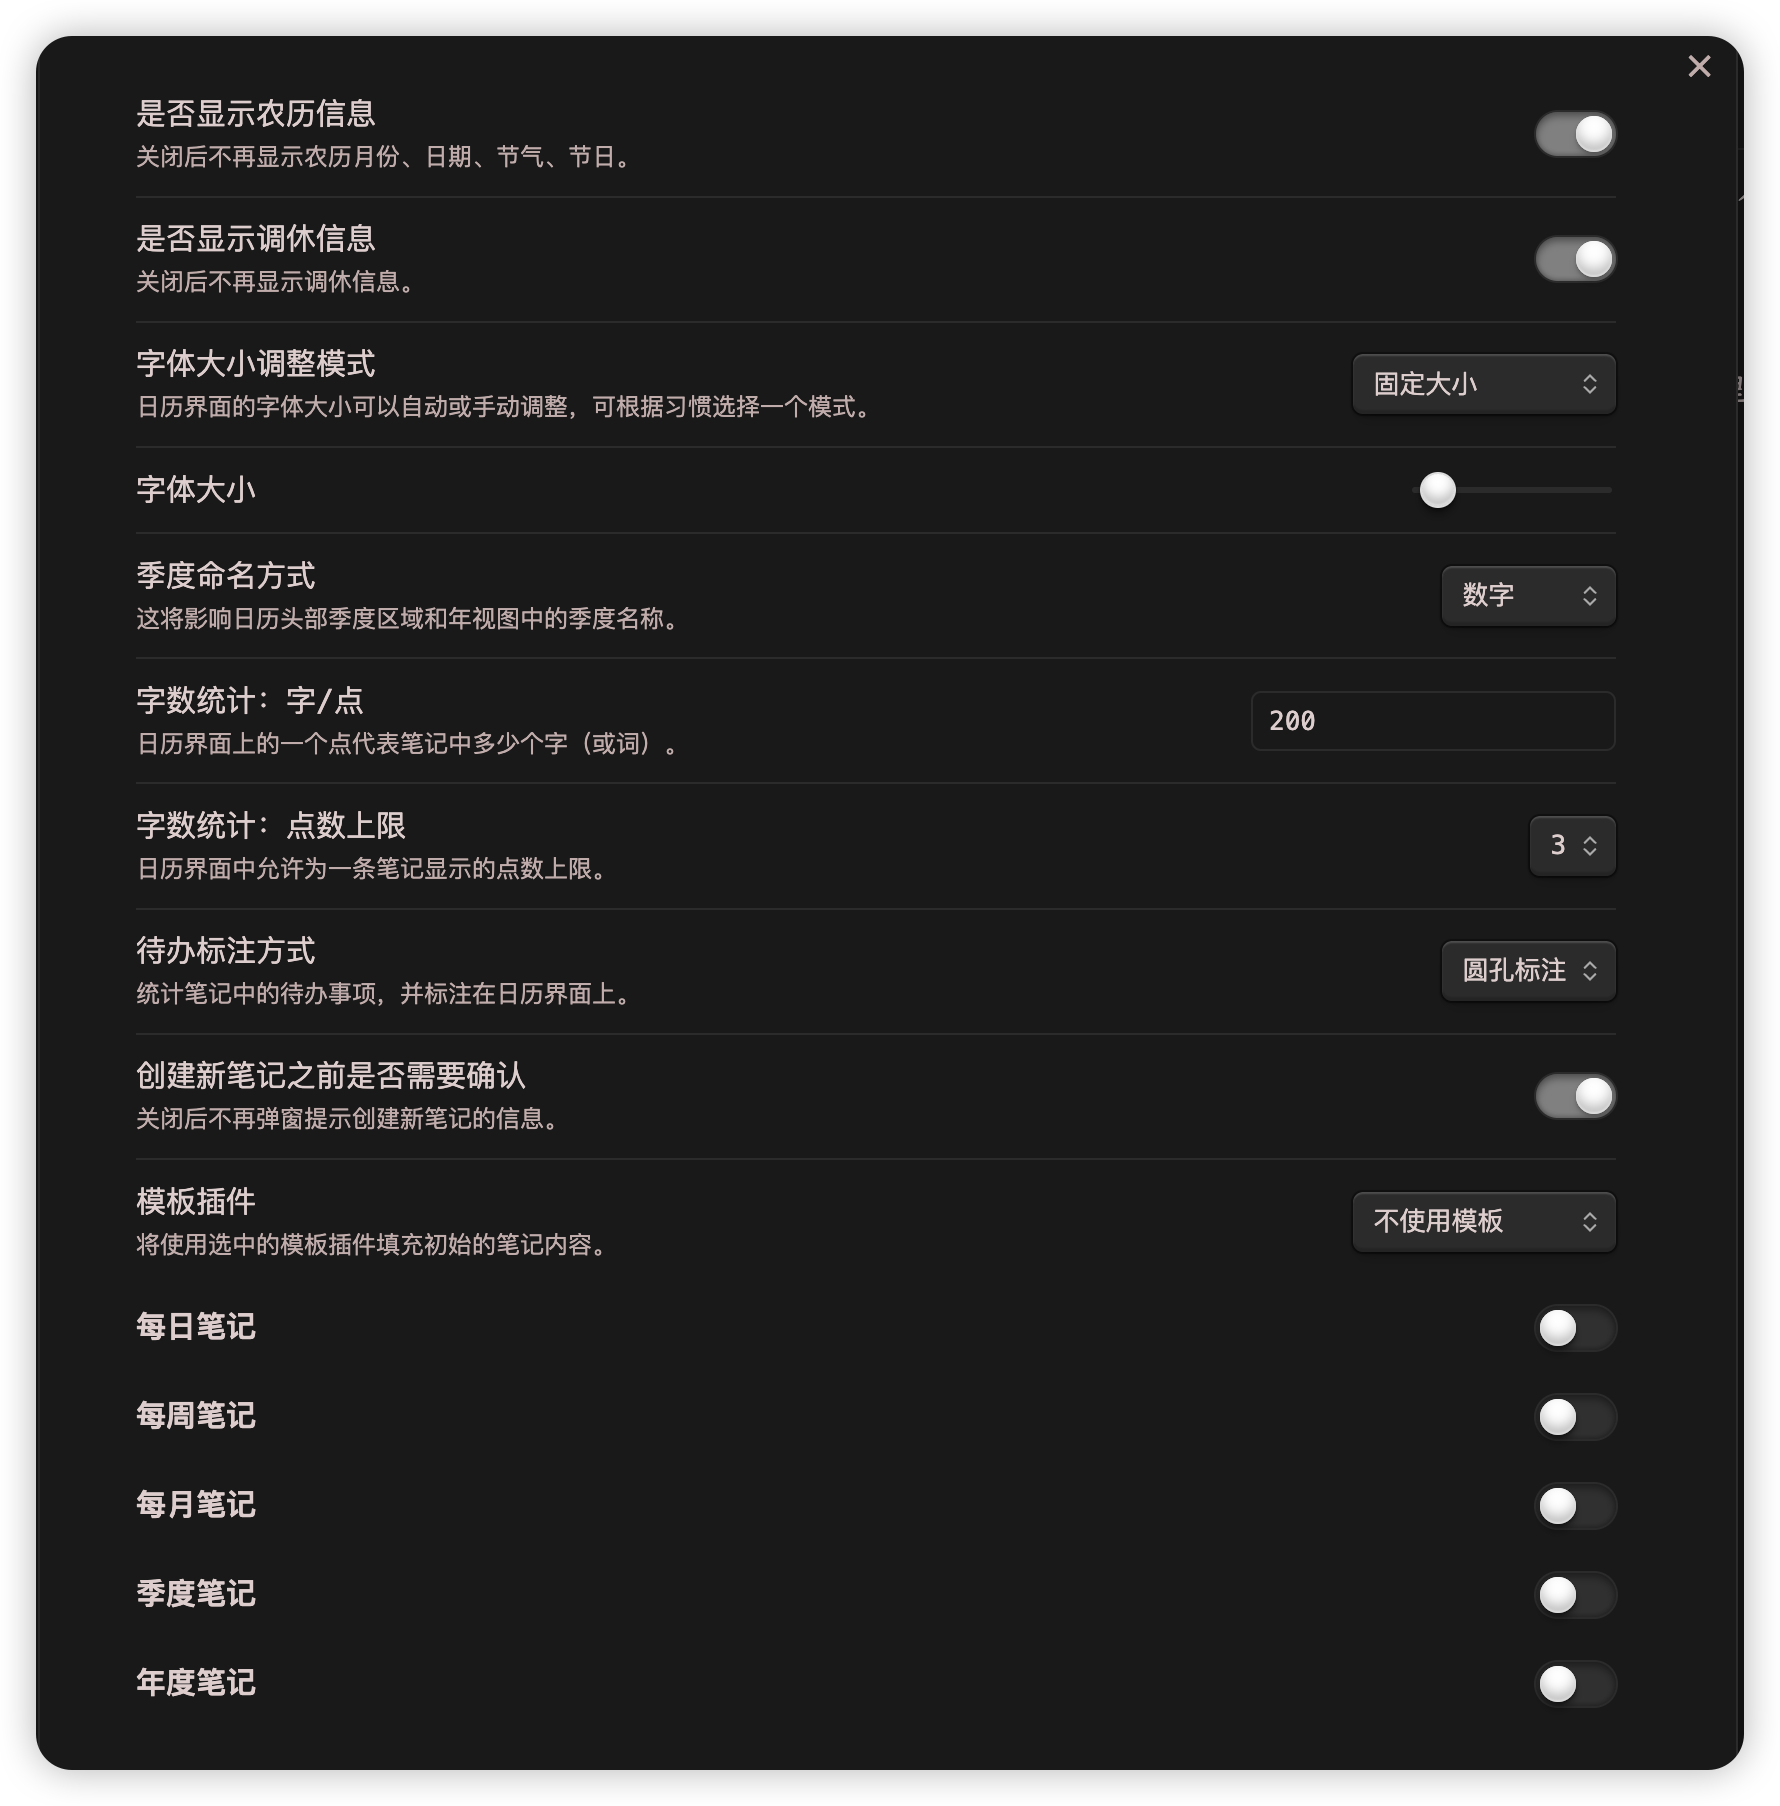 是否显示农历信息
关闭后不再显示农历月份、日期、节气、节日。
是否显示调休信息
关闭后不再显示调休信息。
字体大小调整模式
日历界面的字体大小可以自动或手动调整，可根据习惯选择一个模式。
固定大小
字体大小
季度命名方式
这将影响日历头部季度区域和年视图中的季度名称。
数字
字数统计：字/点
日历界面上的一个点代表笔记中多少个字（或词）。
200
字数统计：点数上限
日历界面中允许为一条笔记显示的点数上限。
3
待办标注方式
统计笔记中的待办事项，并标注在日历界面上。
圆孔标注
创建新笔记之前是否需要确认
关闭后不再弹窗提示创建新笔记的信息。
模板插件
将使用选中的模板插件填充初始的笔记内容。
不使用模板
每日笔记
每周笔记
每月笔记
季度笔记
年度笔记